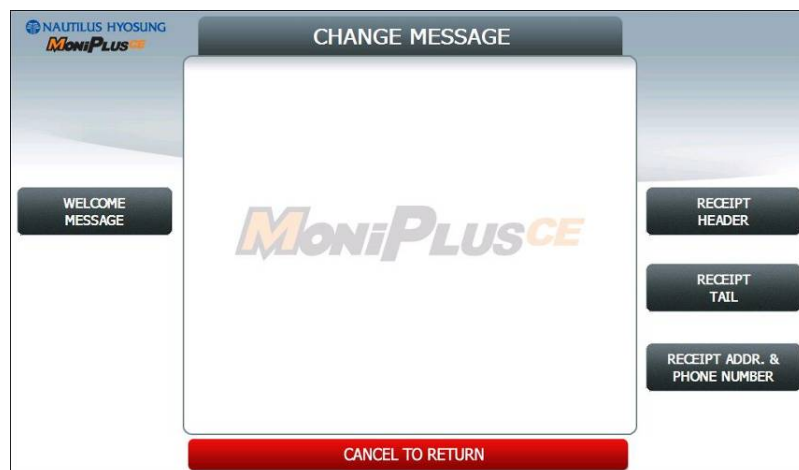 NAUTILUS HYOSUNG
MONiPLUSCE
CHANGE MESSAGE
WELCOME
MESSAGE
MONiPLUSCE
RECEIPT
HEADER
RECEIPT
TAIL
RECEIPT ADDR. &
PHONE NUMBER
CANCEL TO RETURN